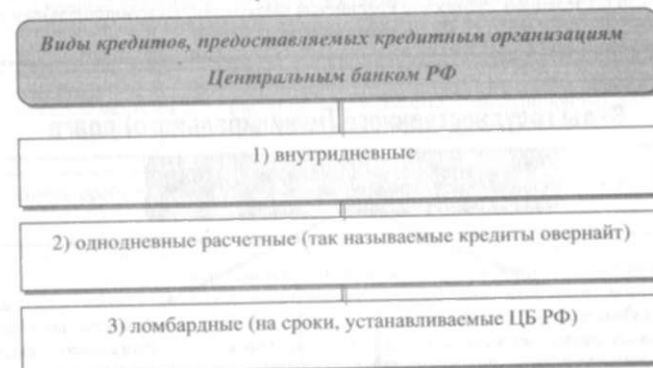 Виды кредитов, предоставляемых кредитным организациям
Центральным банком РФ
1) внутридневные
2) однодневные расчетные (так называемые кредиты овернайт)
3) ломбардные (на сроки, устанавливаемые ЦБ РФ)